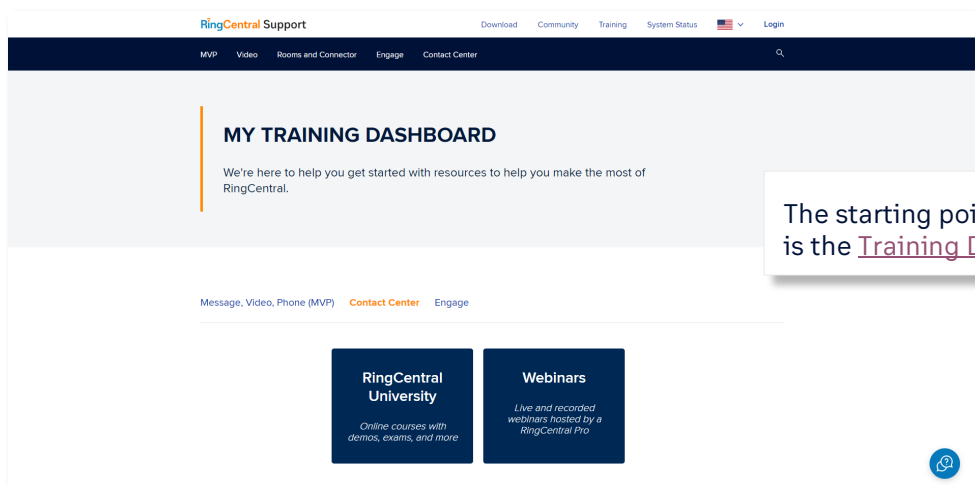 RingCentral Support
Download Community Training System Status Login
MVP Video Rooms and Connector Engage Contact Center
MY TRAINING DASHBOARD
We're here to help you get started with resources to help you make the most of
RingCentral.
The starting
is the Training
Message, Video, Phone (MVP) Contact Center Engage
RingCentral
University
Online courses with
demos, exams, and more
Webinars
Live and recorded
webinars hosted by a
RingCentral Pro